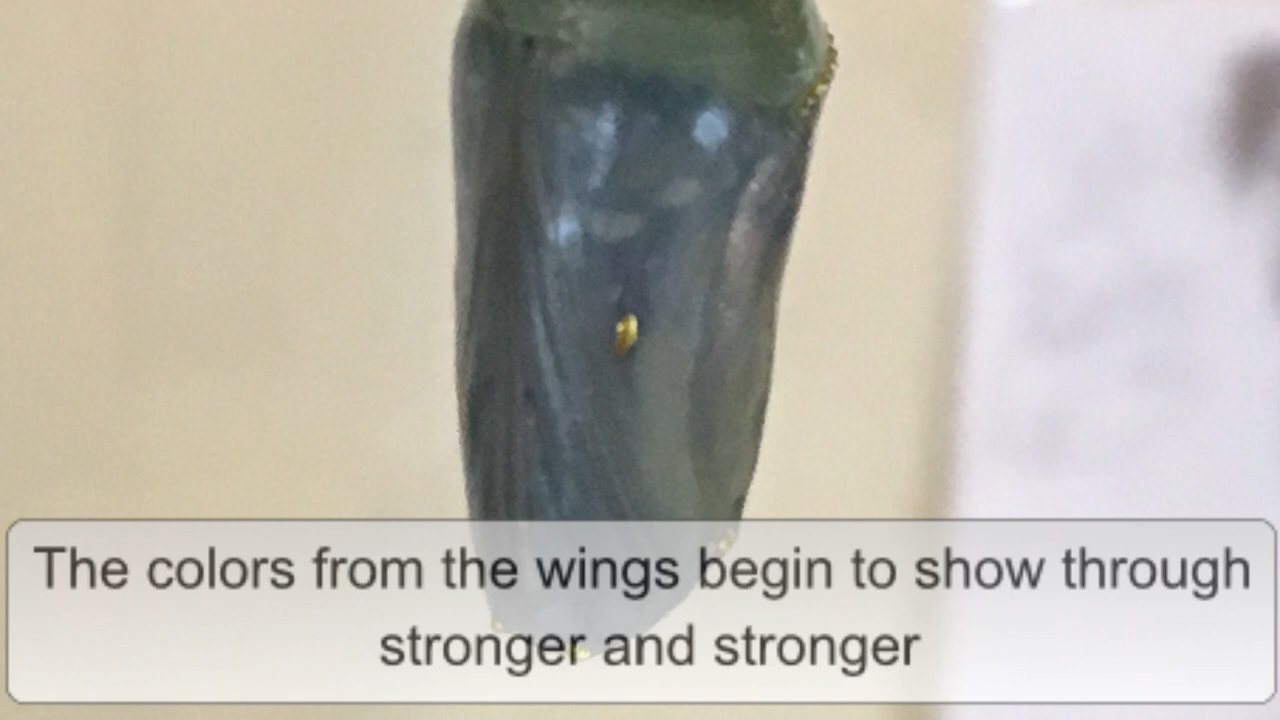 The colors from the wings begin to show through
stronger and stronger